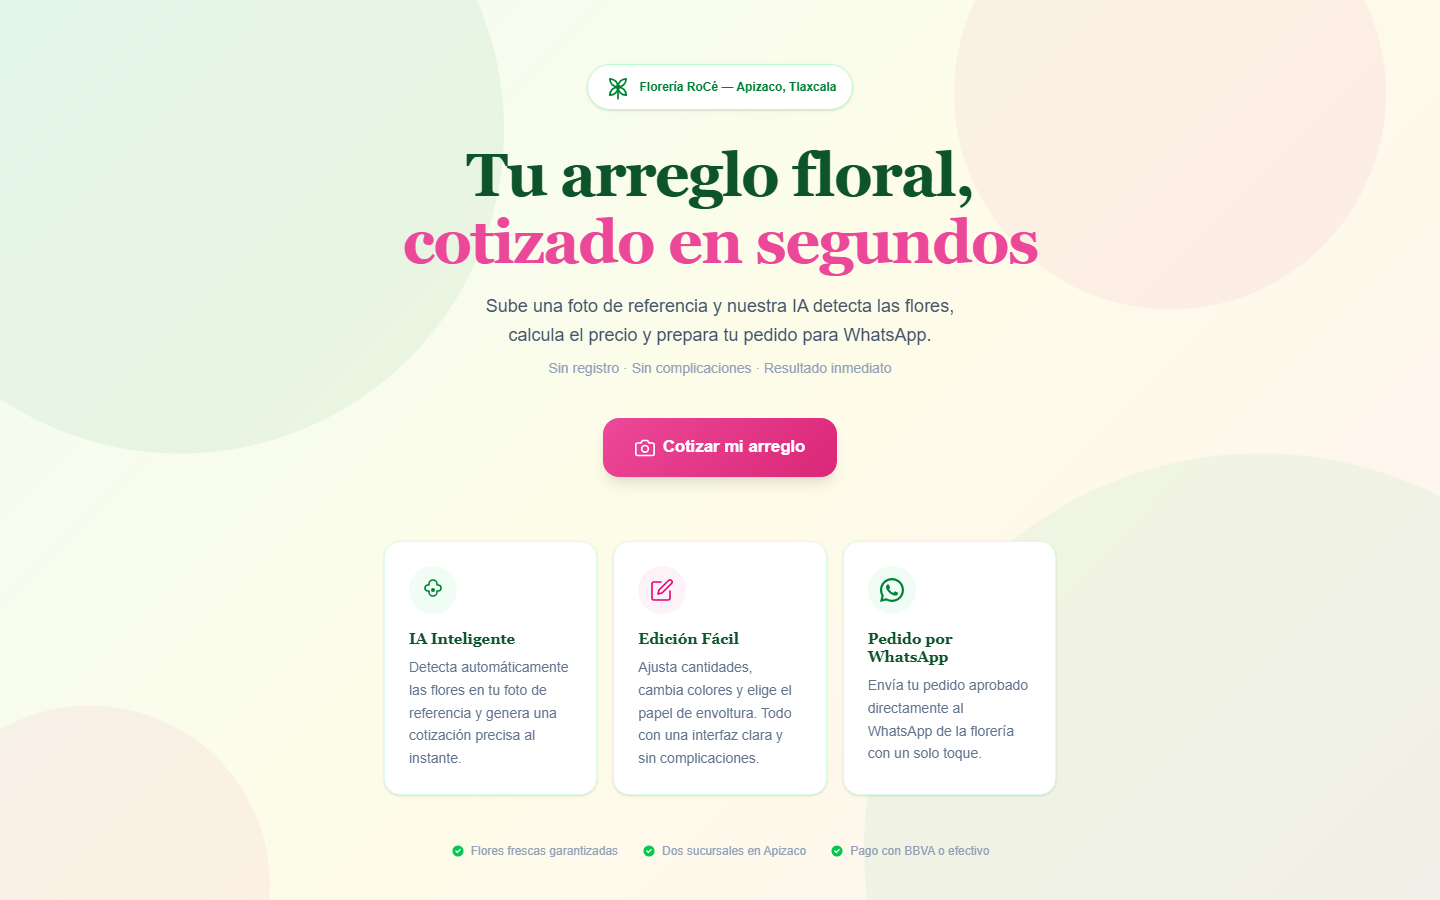 Florería RoCé — Apizaco, Tlaxcala
Tu arreglo floral,
cotizado en segundos
Sube una foto de referencia y nuestra IA detecta las flores,
calcula el precio y prepara tu pedido para WhatsApp.
Sin registro · Sin complicaciones · Resultado inmediato
Cotizar mi arreglo
IA Inteligente
Detecta automáticamente
las flores en tu foto de
referencia y genera una
cotización precisa al
instante.
Edición Fácil
Ajusta cantidades,
cambia colores y elige el
papel de envoltura. Todo
con una interfaz clara y
sin complicaciones.
Pedido por
WhatsApp
Envía tu pedido aprobado
directamente al
WhatsApp de la florería
con un solo toque.
Flores frescas garantizadas
Dos sucursales en Apizaco
Pago con BBVA o efectivo